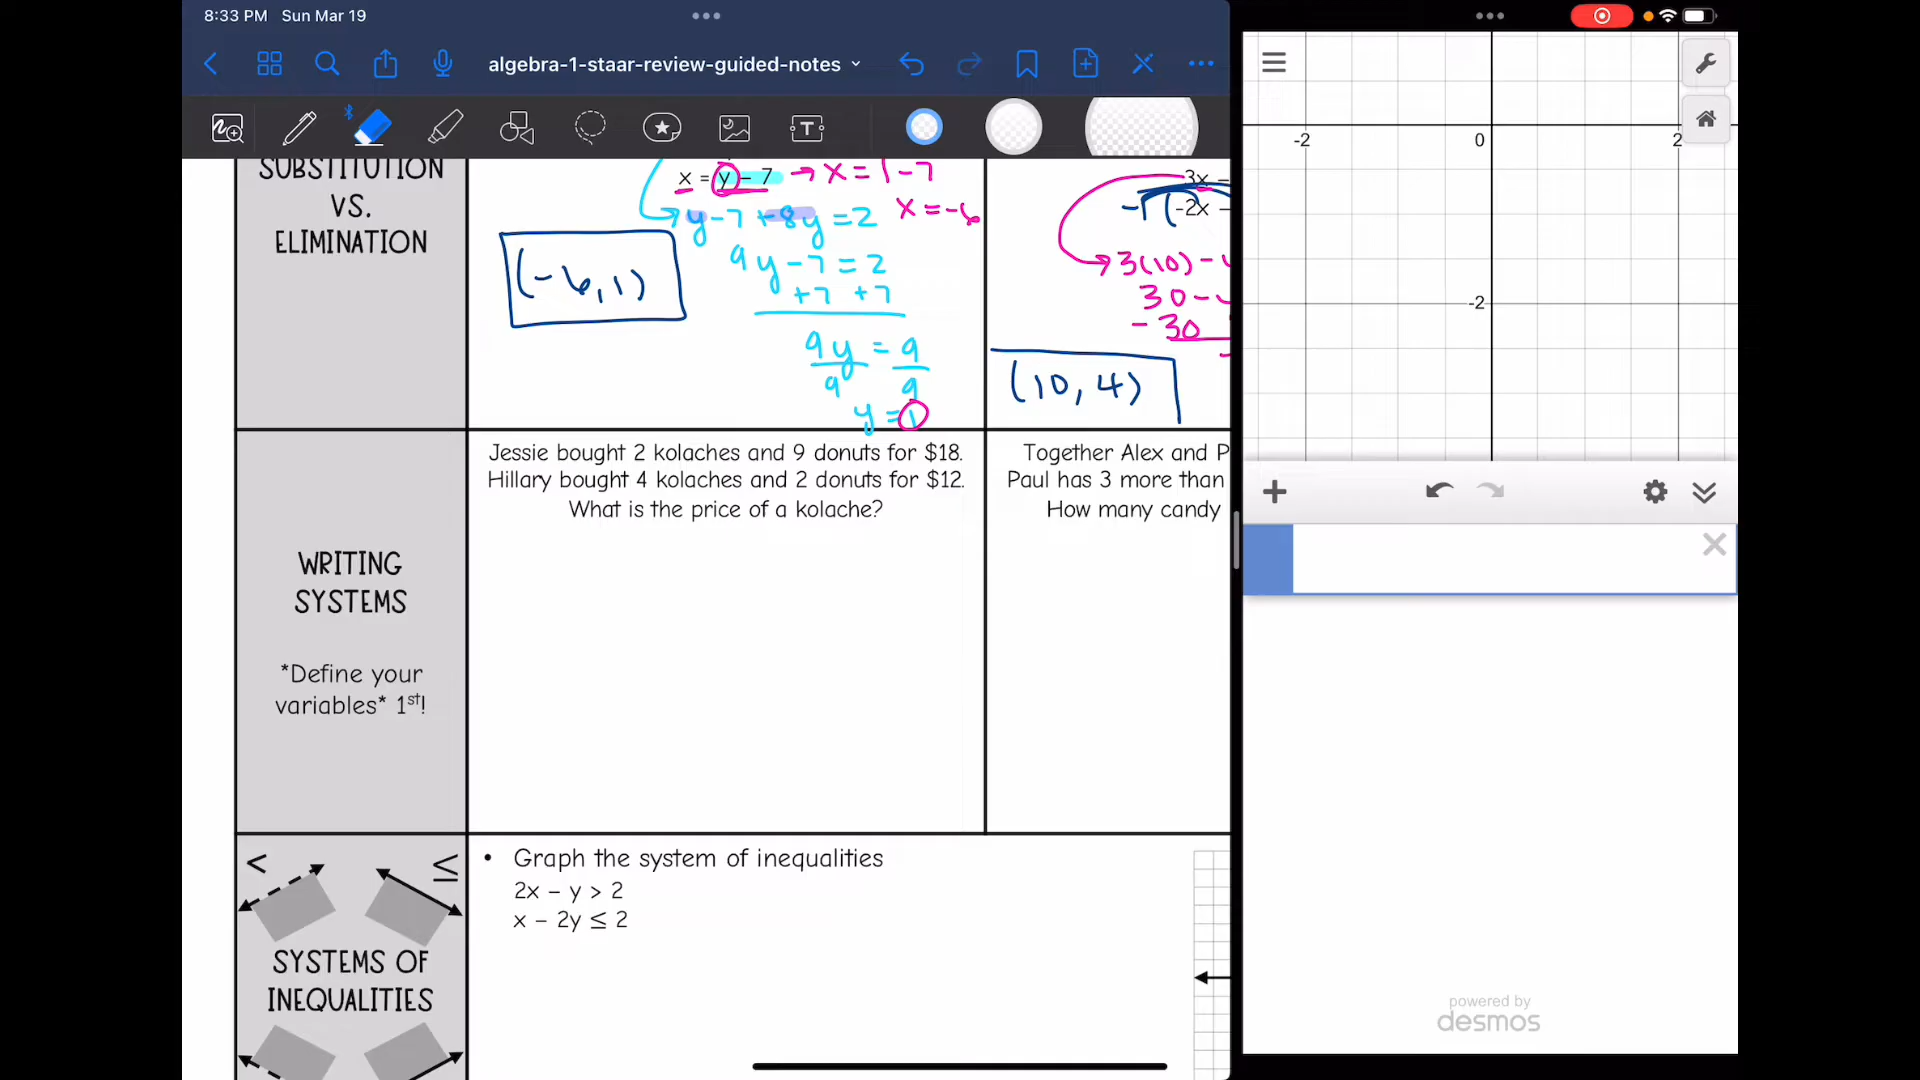 8:33 PM Sun Mar 19
algebra-1-staar-review-guided-notes
SUBSTITUTION
VS.
ELIMINATION
x = y – 7 → x = 1 - 7
x = -6
y - 7 + 8y = 2
9y - 7 = 2
+7 +7
9y = 9
9 9
y = 1
(-6, 1)
3x –
-1(-2x –
3(10) -
30 -
- 30
(10, 4)
WRITING
SYSTEMS
*Define your
variables* 1st!
Jessie bought 2 kolaches and 9 donuts for $18.
Hillary bought 4 kolaches and 2 donuts for $12.
What is the price of a kolache?
Together Alex and P
Paul has 3 more than
How many candy
< ≤
SYSTEMS OF
INEQUALITIES
• Graph the system of inequalities
2x – y > 2
x – 2y ≤ 2
-2 0 2
-2
powered by
desmos